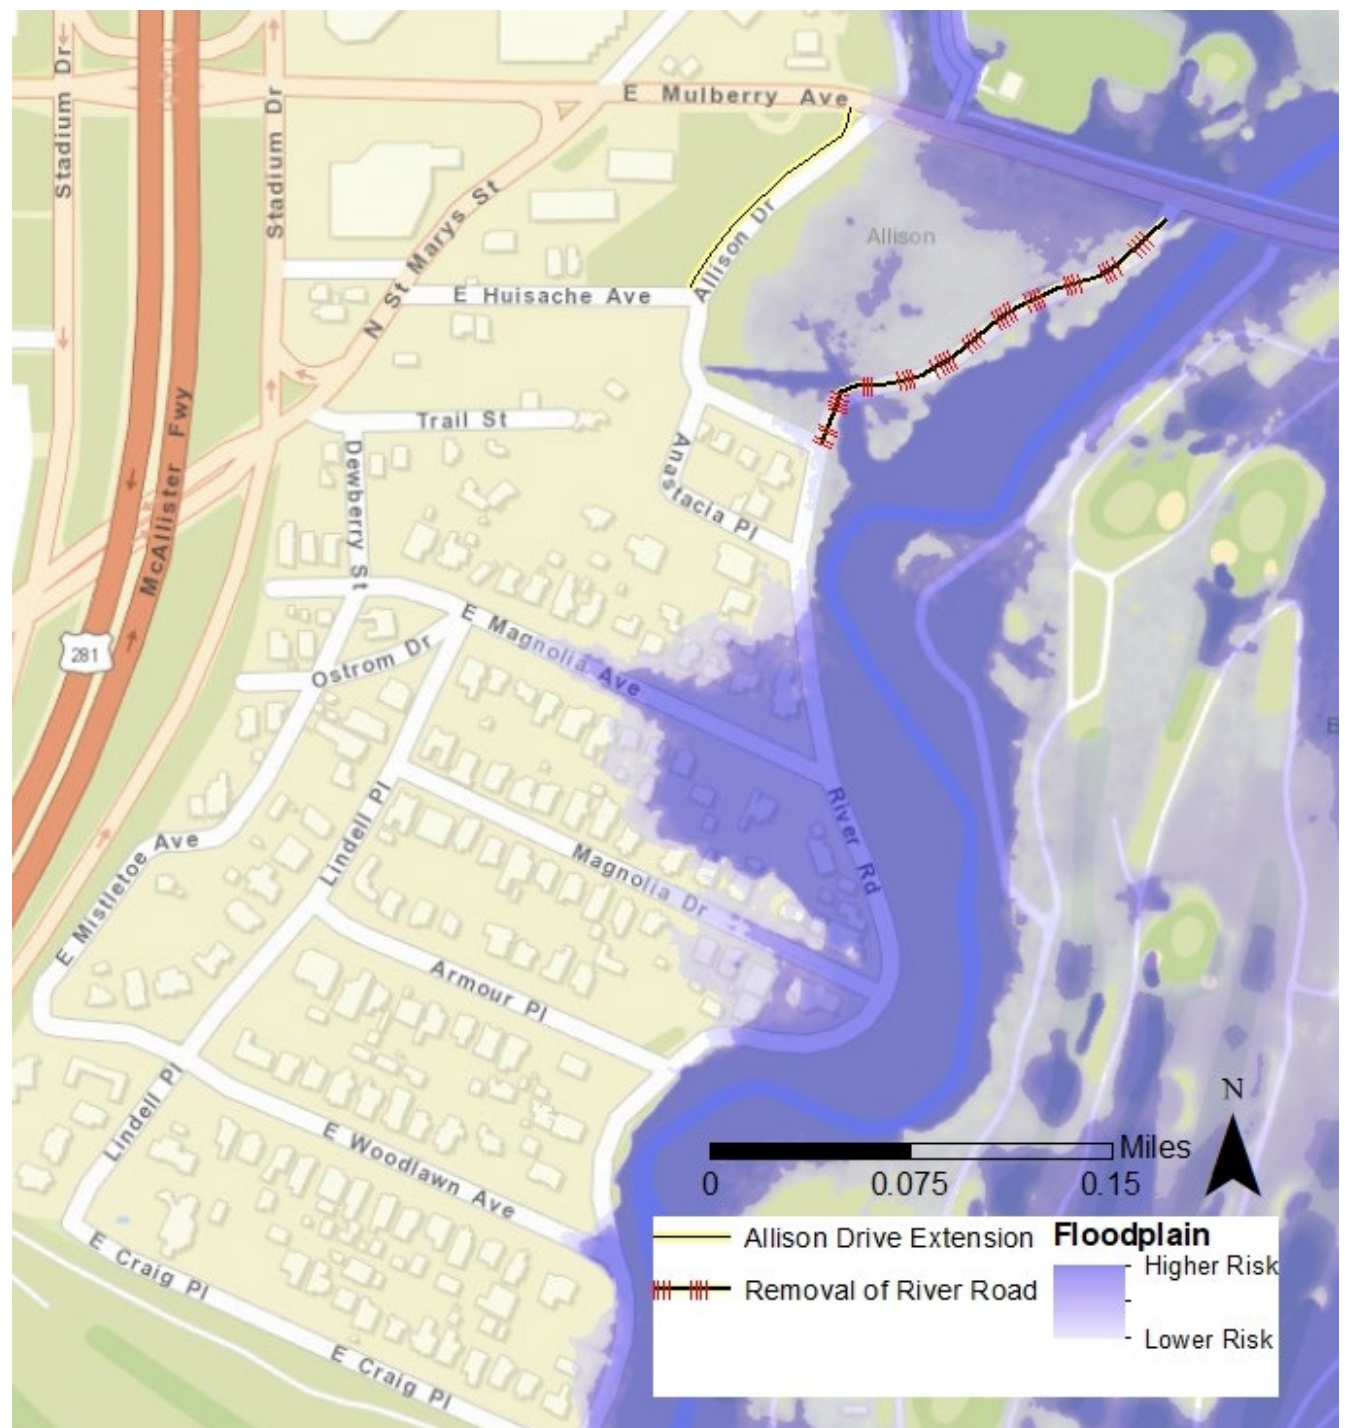 Stadium Dr
Stadium Dr
E Mulberry Ave
N St Marys St
Allison Dr
Allison
E Huisache Ave
McAllister Fwy
281
Trail St
Dewberry St
Anastacia Pl
E Magnolia Ave
Ostrom Dr
Lindell Pl
River Rd
Magnolia Dr
E Mistletoe Ave
Armour Pl
Lindell Pl
E Woodlawn Ave
E Craig Pl
E Craig Pl
N
Miles
0 0.075 0.15
Allison Drive Extension
Removal of River Road
Floodplain
Higher Risk
Lower Risk